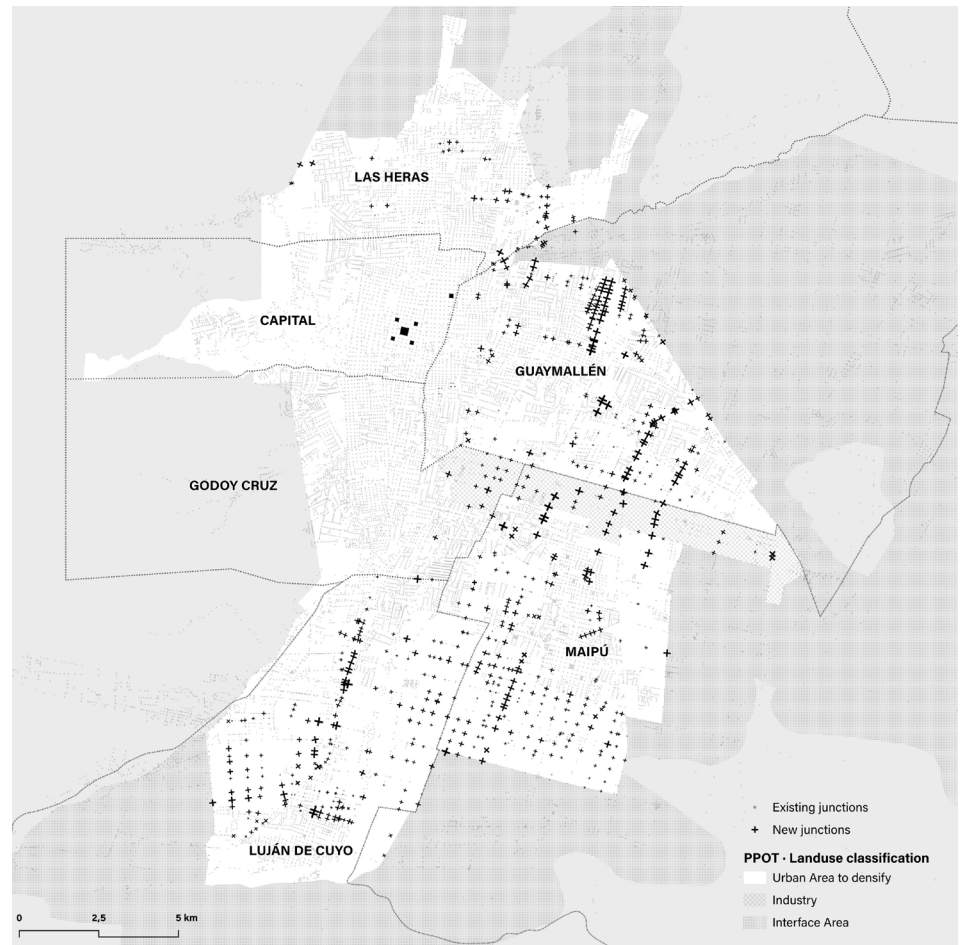 LAS HERAS
CAPITAL
GUAYMALLÉN
GODOY CRUZ
MAIPÚ
LUJÁN DE CUYO
Existing junctions
New junctions
PPOT · Landuse classification
Urban Area to densify
Industry
Interface Area
0 2,5 5 km